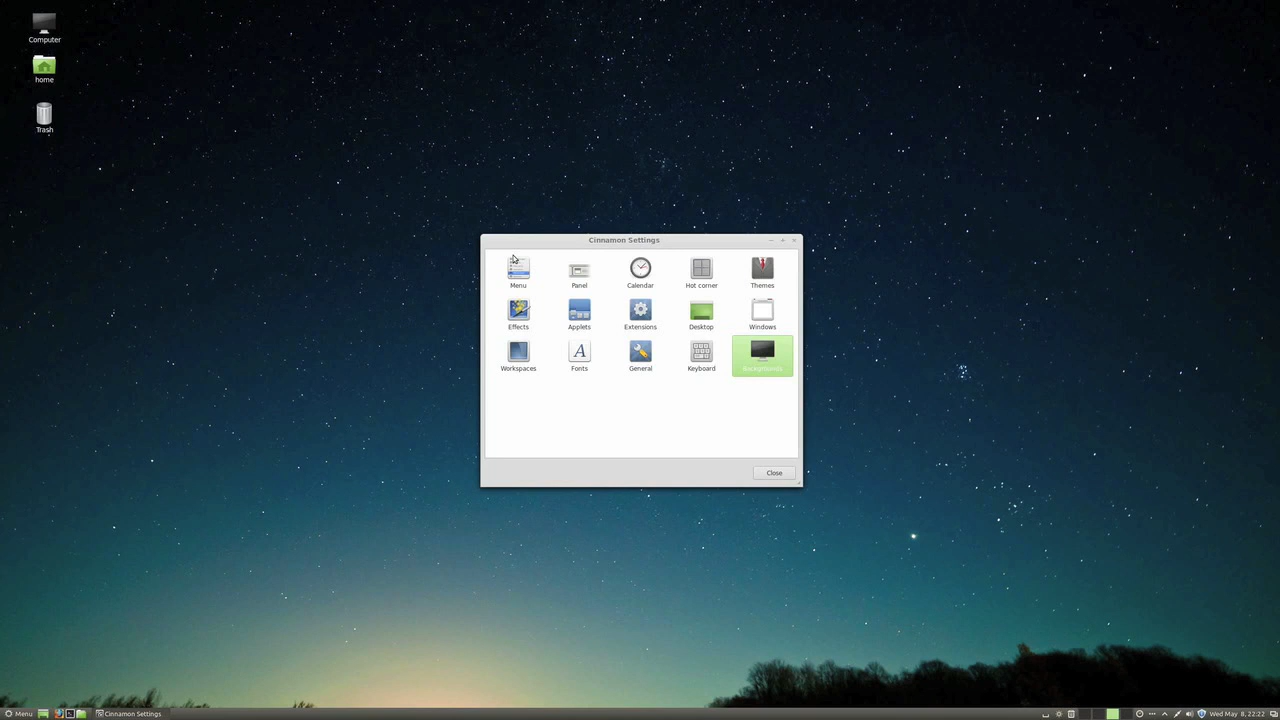 Computer
home
Trash
Cinnamon Settings
Menu Panel Calendar Hot corner Themes
Effects Applets Extensions Desktop Windows
Workspaces Fonts General Keyboard Backgrounds
Close
Menu Cinnamon Settings Wed May 8, 22:22